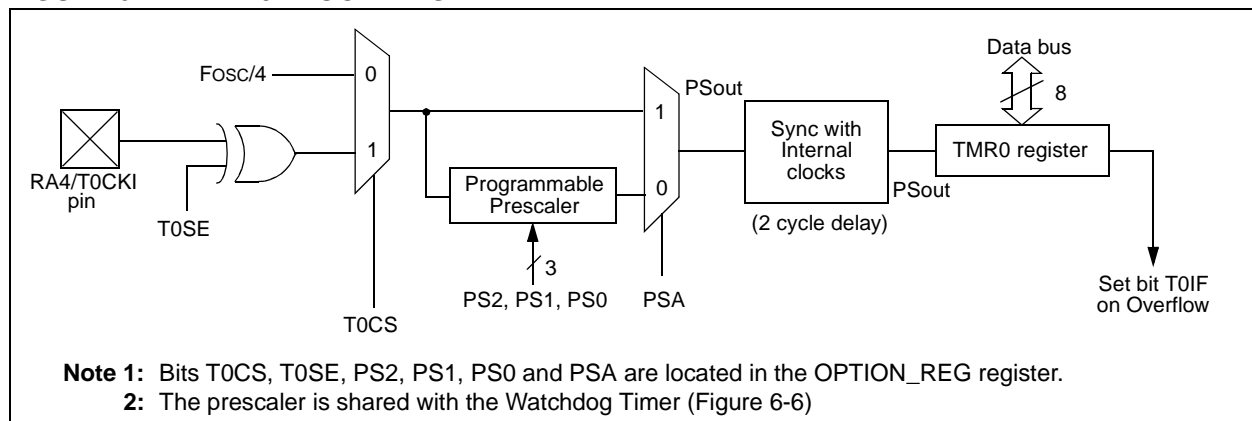 Data bus
FOSC/4
0
PSout
8
1
Sync with
Internal
clocks
TMR0 register
1
RA4/T0CKI
pin
Programmable
Prescaler
0
PSout
T0SE
(2 cycle delay)
3
PS2, PS1, PS0
PSA
Set bit T0IF
on Overflow
T0CS
Note 1: Bits T0CS, T0SE, PS2, PS1, PS0 and PSA are located in the OPTION_REG register.
2: The prescaler is shared with the Watchdog Timer (Figure 6-6)